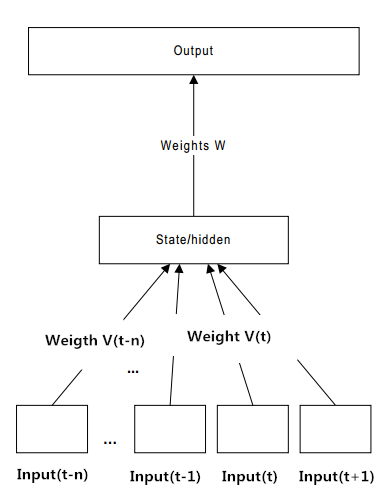 Output
Weights W
State/hidden
Weigth V(t-n)
Weight V(t)
...
...
Input(t-n)
Input(t-1)
Input(t)
Input(t+1)